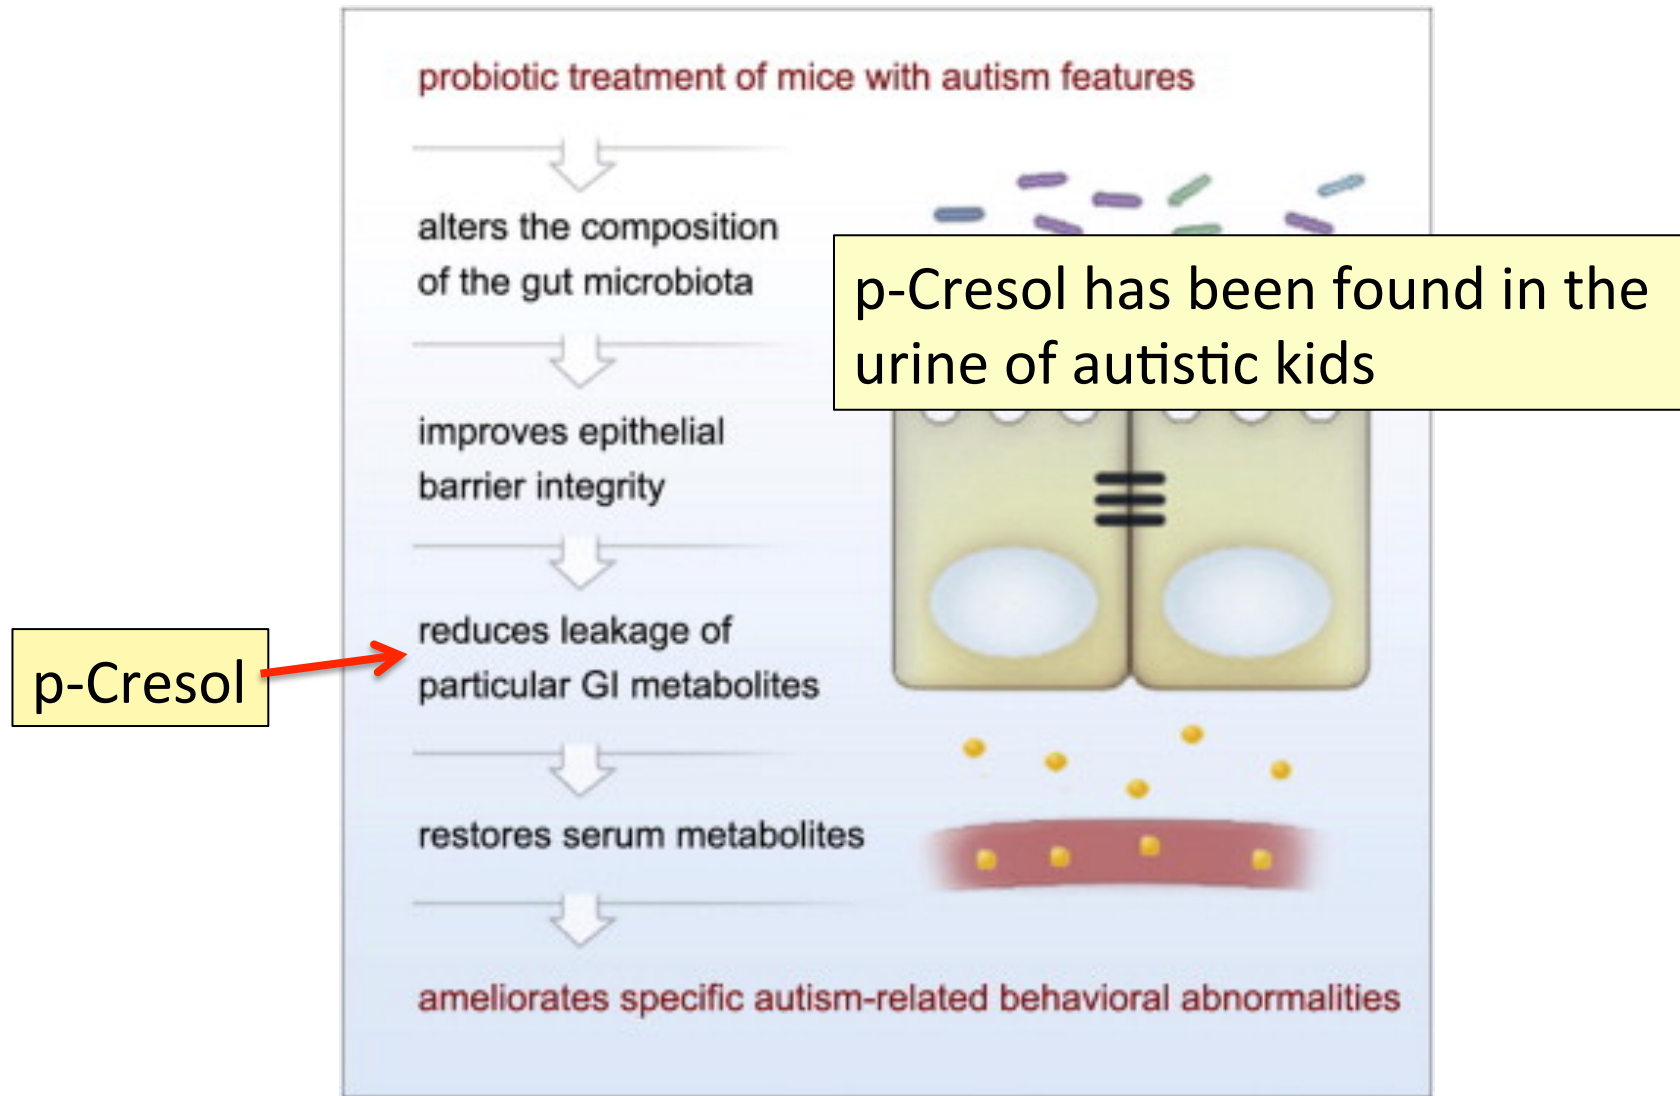 probiotic treatment of mice with autism features
alters the composition
of the gut microbiota
p-Cresol has been found in the
urine of autistic kids
improves epithelial
barrier integrity
p-Cresol
reduces leakage of
particular GI metabolites
restores serum metabolites
ameliorates specific autism-related behavioral abnormalities